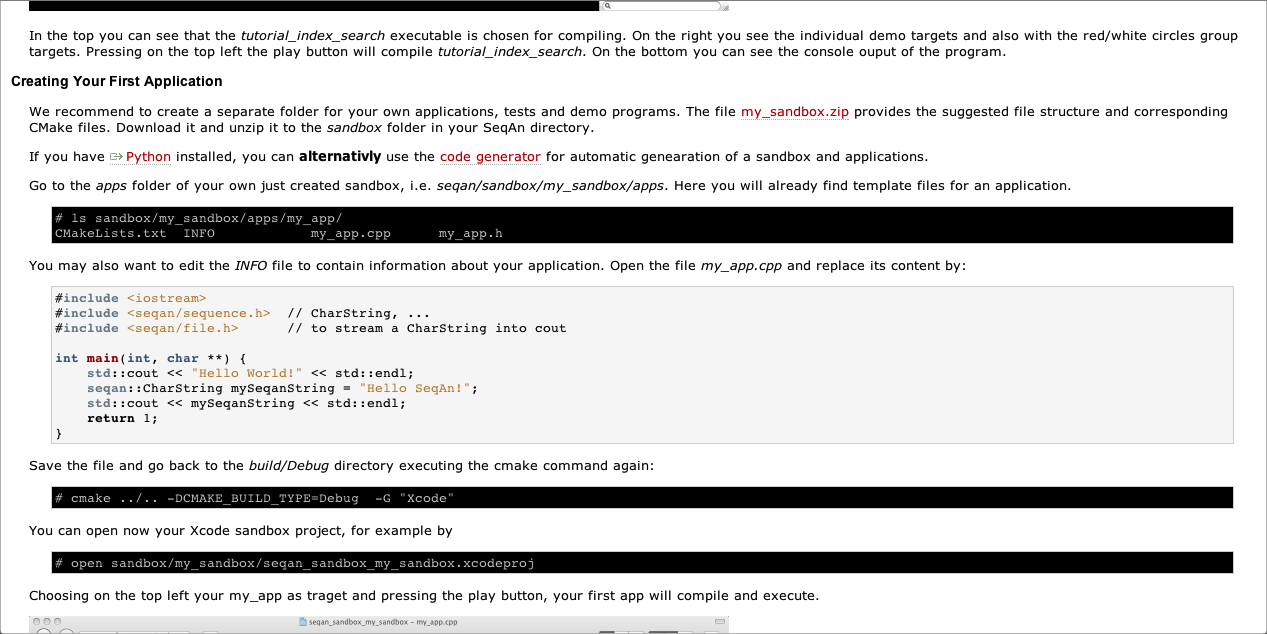 In the top you can see that the tutorial_index_search executable is chosen for compiling. On the right you see the individual demo targets and also with the red/white circles group
targets. Pressing on the top left the play button will compile tutorial_index_search. On the bottom you can see the console ouput of the program.
Creating Your First Application
We recommend to create a separate folder for your own applications, tests and demo programs. The file my_sandbox.zip provides the suggested file structure and corresponding
CMake files. Download it and unzip it to the sandbox folder in your SeqAn directory.
If you have Python installed, you can alternativly use the code generator for automatic genearation of a sandbox and applications.
Go to the apps folder of your own just created sandbox, i.e. seqan/sandbox/my_sandbox/apps. Here you will already find template files for an application.
# ls sandbox/my_sandbox/apps/my_app/
CMakeLists.txt  INFO            my_app.cpp      my_app.h
You may also want to edit the INFO file to contain information about your application. Open the file my_app.cpp and replace its content by:
#include <iostream>
#include <seqan/sequence.h>  // CharString, ...
#include <seqan/file.h>      // to stream a CharString into cout
int main(int, char **) {
    std::cout << "Hello World!" << std::endl;
    seqan::CharString mySeqanString = "Hello SeqAn!";
    std::cout << mySeqanString << std::endl;
    return 1;
}
Save the file and go back to the build/Debug directory executing the cmake command again:
# cmake ../.. -DCMAKE_BUILD_TYPE=Debug  -G "Xcode"
You can open now your Xcode sandbox project, for example by
# open sandbox/my_sandbox/seqan_sandbox_my_sandbox.xcodeproj
Choosing on the top left your my_app as traget and pressing the play button, your first app will compile and execute.
seqan_sandbox_my_sandbox – my_app.cpp